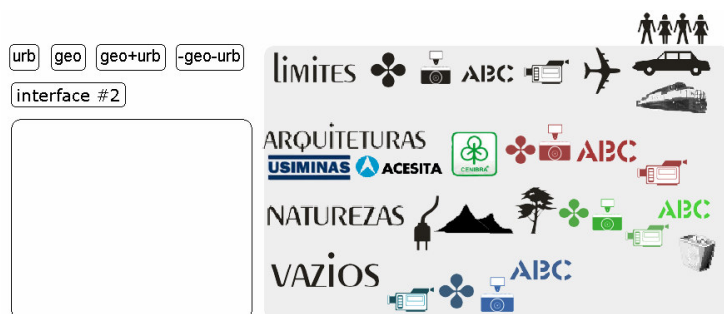 urb geo geo+urb -geo-urb
interface #2
LiMITES ABC
ARQUiTETURAS ABC
USIMINAS ACESITA CENIBRA
NATUREZAS ABC
VAZiOS ABC